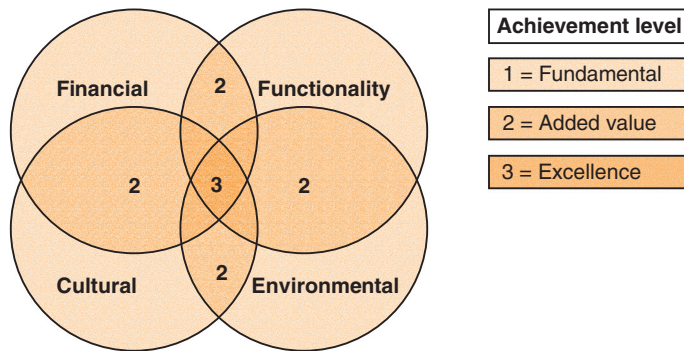 Financial
2
Functionality
2
3
2
Cultural
2
Environmental
Achievement level
1 = Fundamental
2 = Added value
3 = Excellence